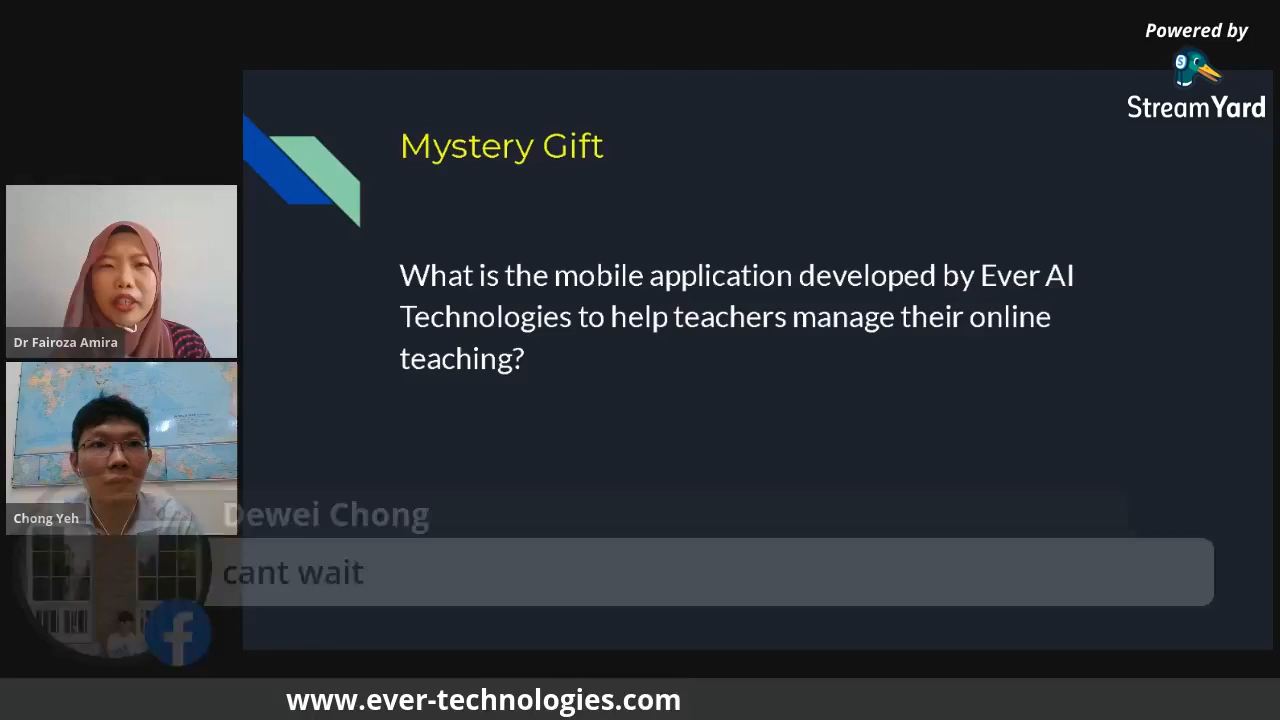 Powered by
StreamYard
Mystery Gift
What is the mobile application developed by Ever AI
Technologies to help teachers manage their online
teaching?
Dr Fairoza Amira
Chong Yeh
Dewei Chong
cant wait
www.ever-technologies.com